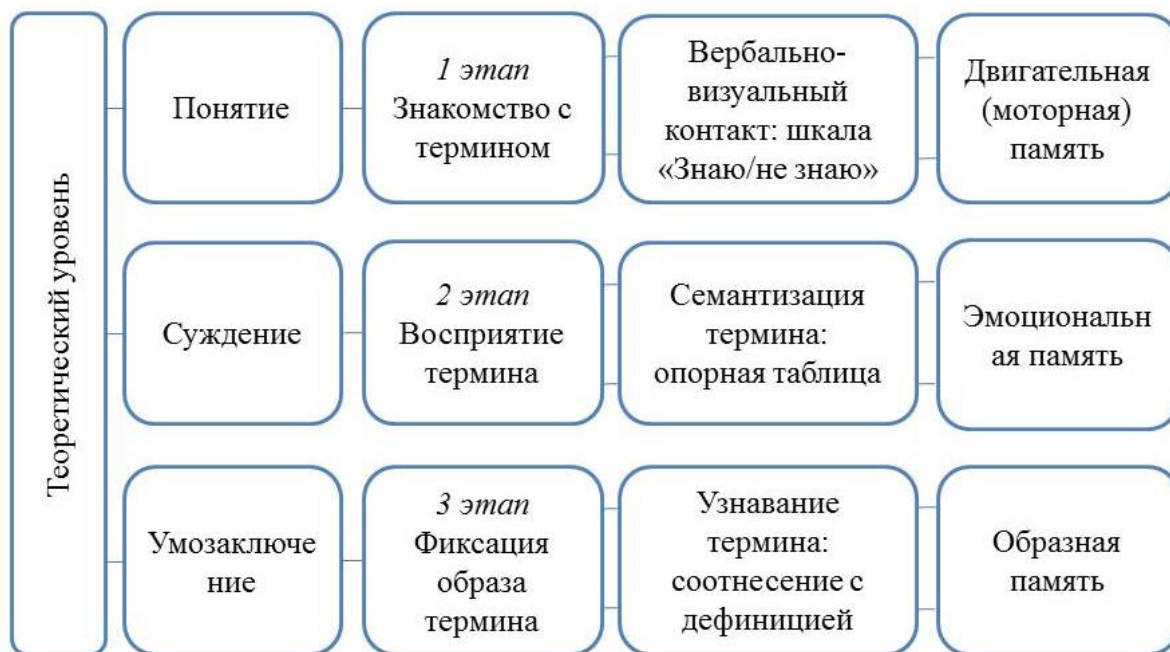 Теоретический уровень
Понятие
1 этап
Знакомство с
термином
Вербально-
визуальный
контакт: шкала
«Знаю/не знаю»
Двигательная
(моторная)
память
Суждение
2 этап
Восприятие
термина
Семантизация
термина:
опорная таблица
Эмоциональн
ая память
Умозаключе
ние
3 этап
Фиксация
образа
термина
Узнавание
термина:
соотнесение с
дефиницией
Образная
память